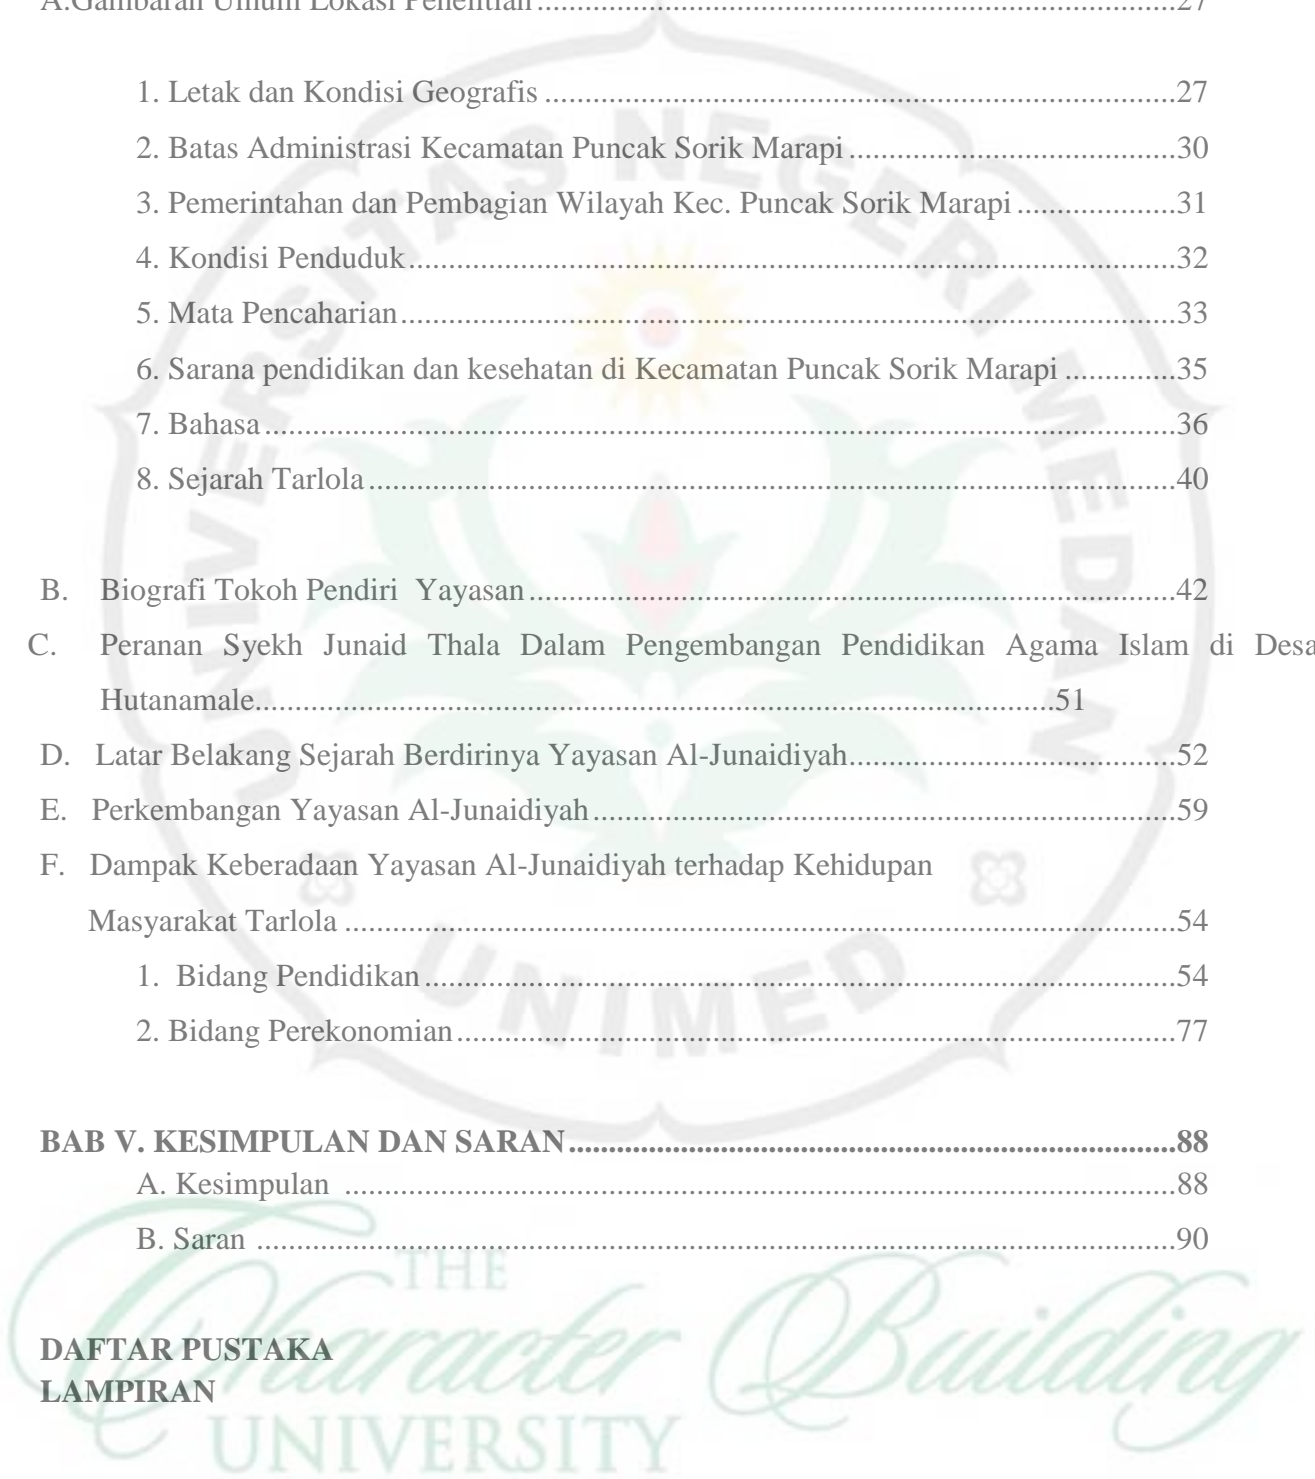 A.Gambaran Umum Lokasi Penelitian....................................................................27
1. Letak dan Kondisi Geografis....................................................................27
2. Batas Administrasi Kecamatan Puncak Sorik Marapi...................................30
3. Pemerintahan dan Pembagian Wilayah Kec. Puncak Sorik Marapi...................31
4. Kondisi Penduduk....................................................................32
5. Mata Pencaharian....................................................................33
6. Sarana pendidikan dan kesehatan di Kecamatan Puncak Sorik Marapi..............35
7. Bahasa....................................................................36
8. Sejarah Tarlola....................................................................40
B. Biografi Tokoh Pendiri Yayasan....................................................................42
C. Peranan Syekh Junaid Thala Dalam Pengembangan Pendidikan Agama Islam di Desa
Hutanamale....................................................................51
D. Latar Belakang Sejarah Berdirinya Yayasan Al-Junaidiyah...................................52
E. Perkembangan Yayasan Al-Junaidiyah....................................................................59
F. Dampak Keberadaan Yayasan Al-Junaidiyah terhadap Kehidupan
Masyarakat Tarlola....................................................................54
1. Bidang Pendidikan....................................................................54
2. Bidang Perekonomian....................................................................77
BAB V. KESIMPULAN DAN SARAN....................................................................88
A. Kesimpulan ....................................................................88
B. Saran ....................................................................90
DAFTAR PUSTAKA
LAMPIRAN
UNIVERSITAS NEGERI MEDAN
UNIMED
THE
Character Building
UNIVERSITY